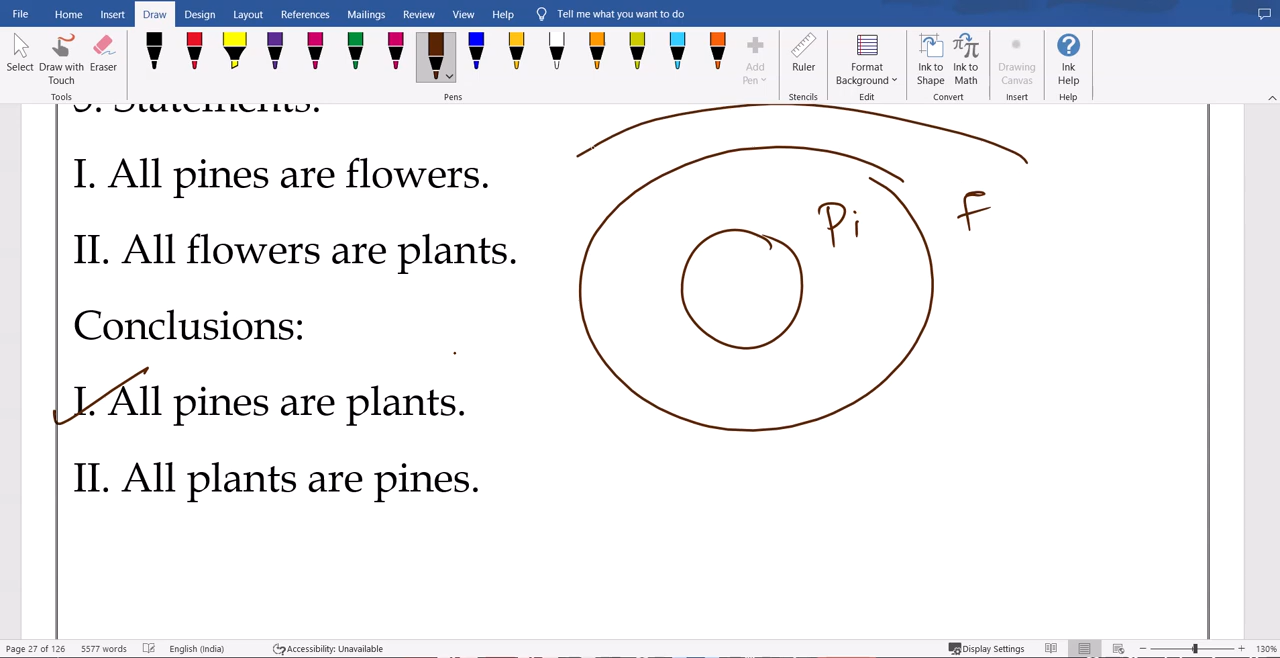 File Home Insert Draw Design Layout References Mailings Review View Help Tell me what you want to do
Select Draw with Touch Eraser Add Pen Ruler Format Background Ink to Shape Ink to Math Drawing Canvas Ink Help
Tools Pens Stencils Edit Convert Insert Help
Statements:
I. All pines are flowers.
Pi F
II. All flowers are plants.
Conclusions:
I. All pines are plants.
II. All plants are pines.
Page 27 of 126 5577 words English (India) Accessibility: Unavailable Display Settings 130%